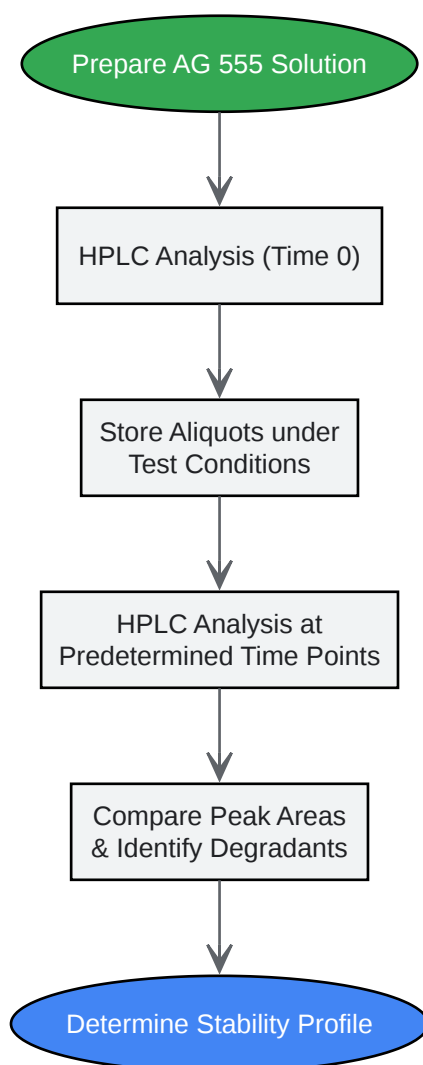 Prepare AG 555 Solution
HPLC Analysis (Time 0)
Store Aliquots under
Test Conditions
HPLC Analysis at
Predetermined Time Points
Compare Peak Areas
& Identify Degradants
Determine Stability Profile